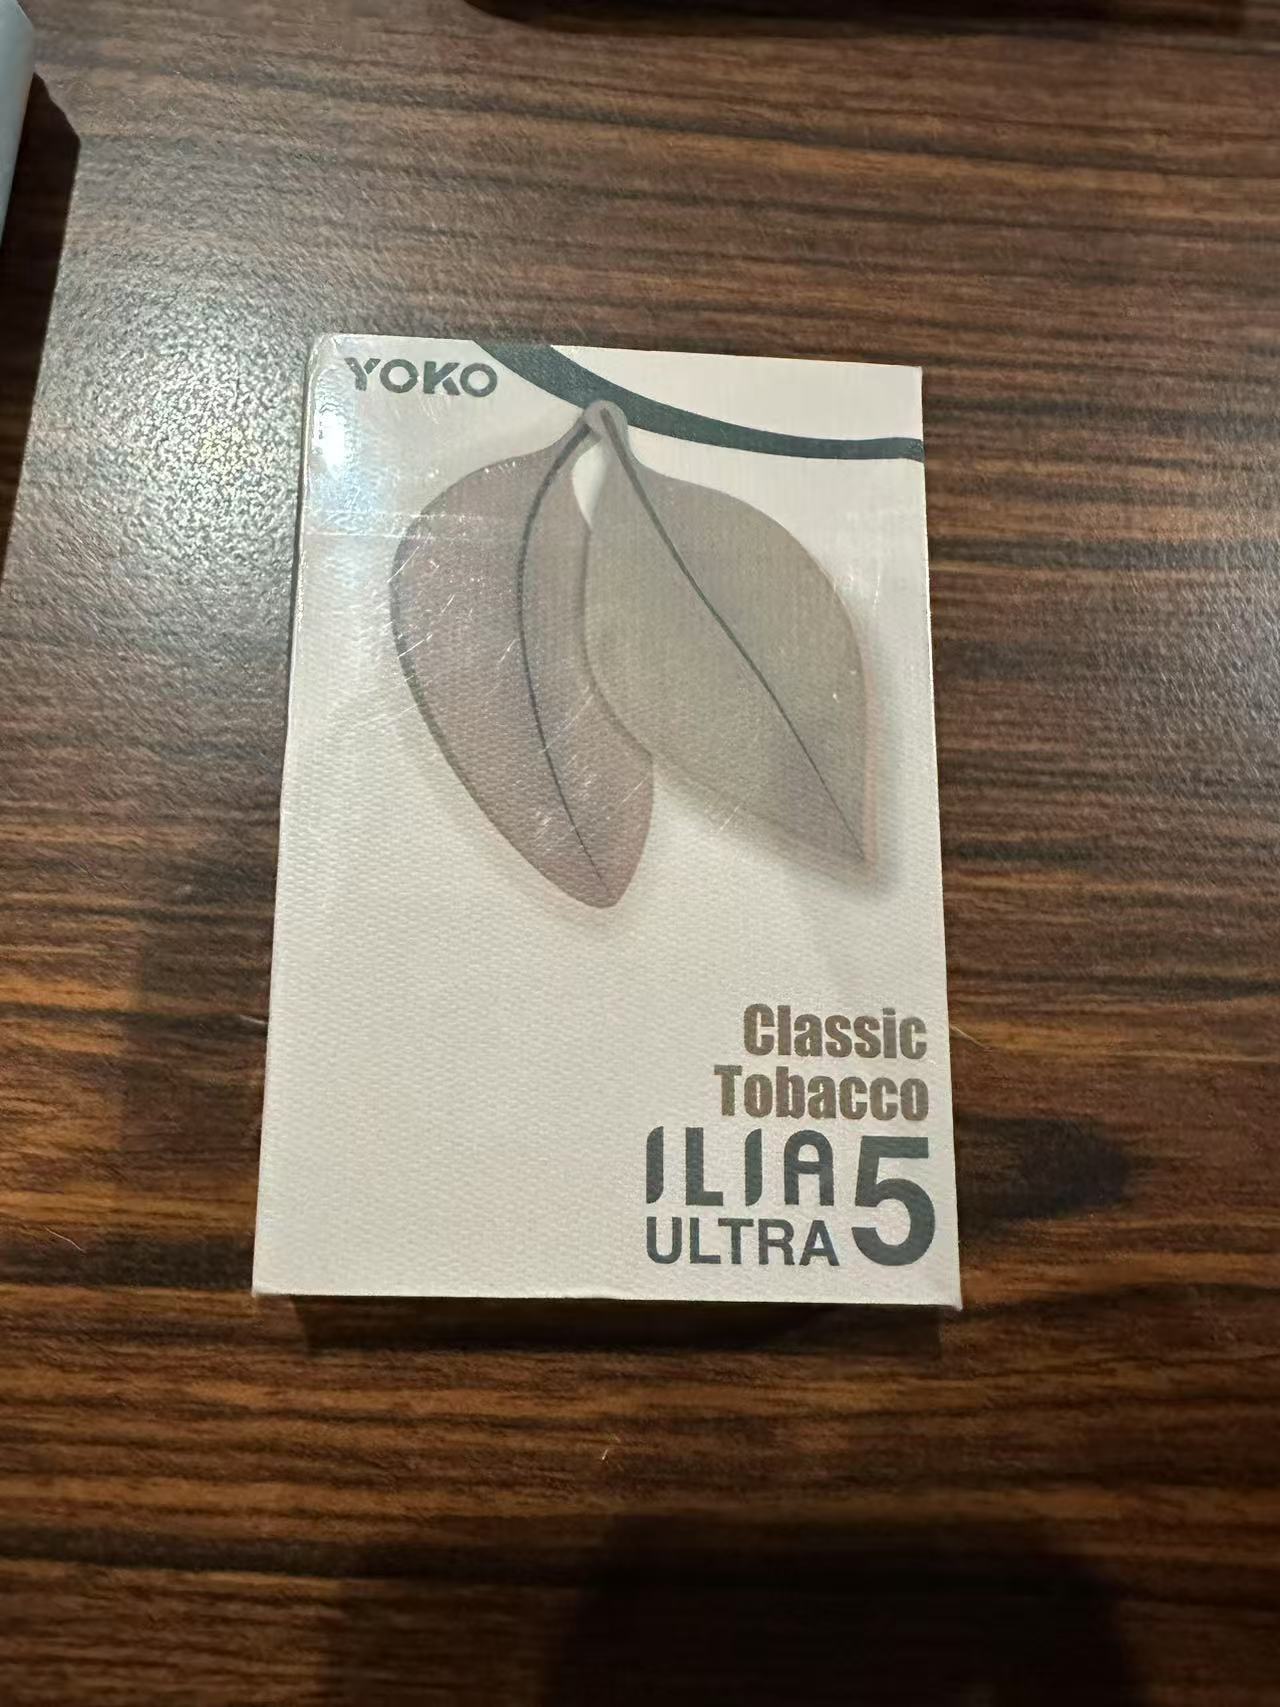 YOKO
Classic
Tobacco
ILIA 5
ULTRA